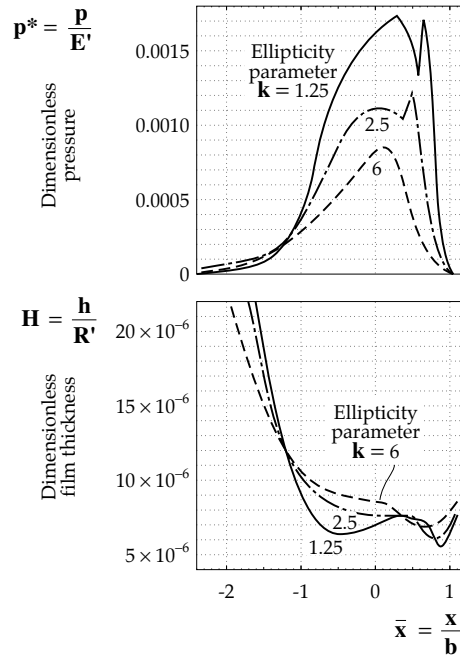 p* = p/E'
Dimensionless
pressure
0.0015
0.0010
0.0005
0
Ellipticity
parameter
k = 1.25
2.5
6
H = h/R'
Dimensionless
film thickness
20 × 10⁻⁶
15 × 10⁻⁶
10 × 10⁻⁶
5 × 10⁻⁶
Ellipticity
parameter
k = 6
2.5
1.25
-2 -1 0 1
x̄ = x/b